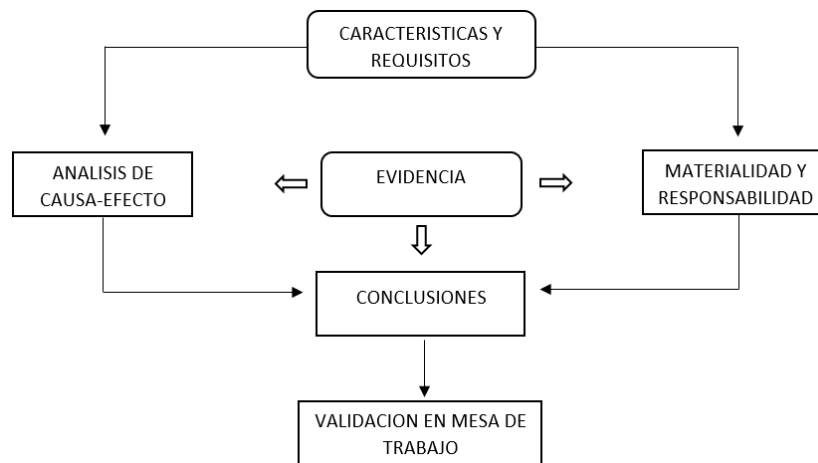 CARACTERISTICAS Y
REQUISITOS
ANALISIS DE
CAUSA-EFECTO
EVIDENCIA
MATERIALIDAD Y
RESPONSABILIDAD
CONCLUSIONES
VALIDACION EN MESA DE
TRABAJO